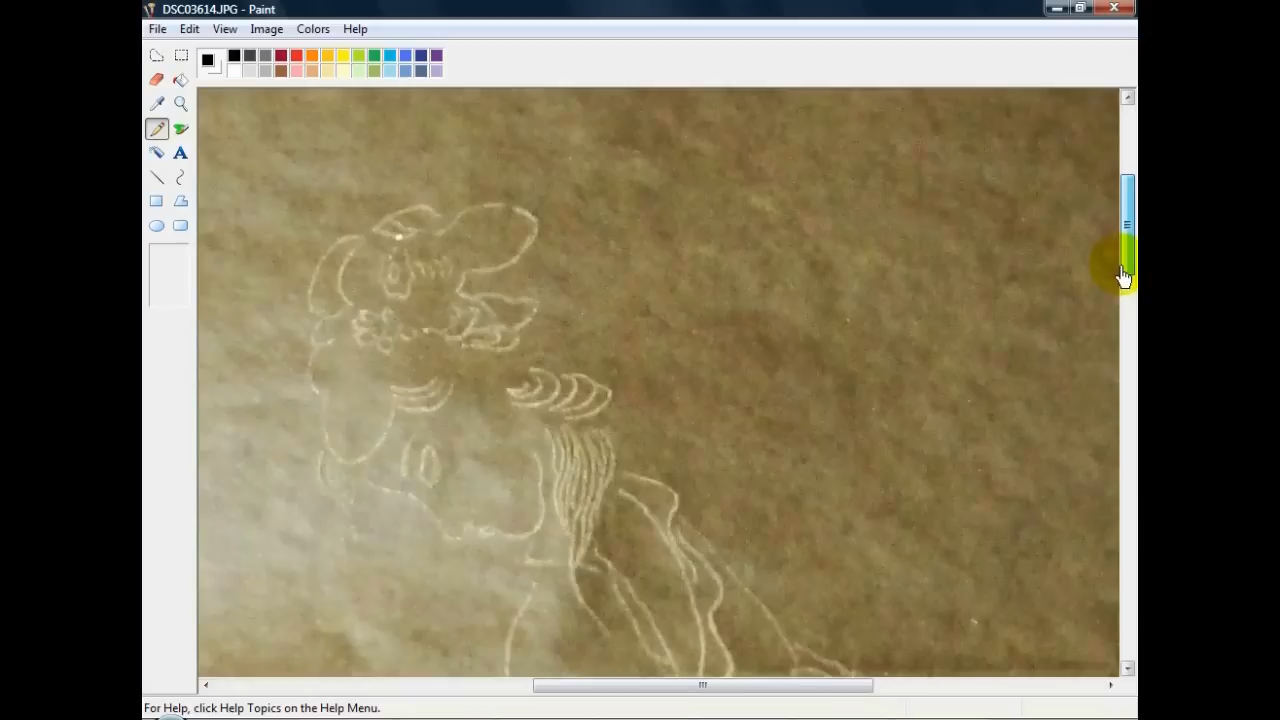 DSC03614.JPG - Paint
File Edit View Image Colors Help
A
For Help, click Help Topics on the Help Menu.